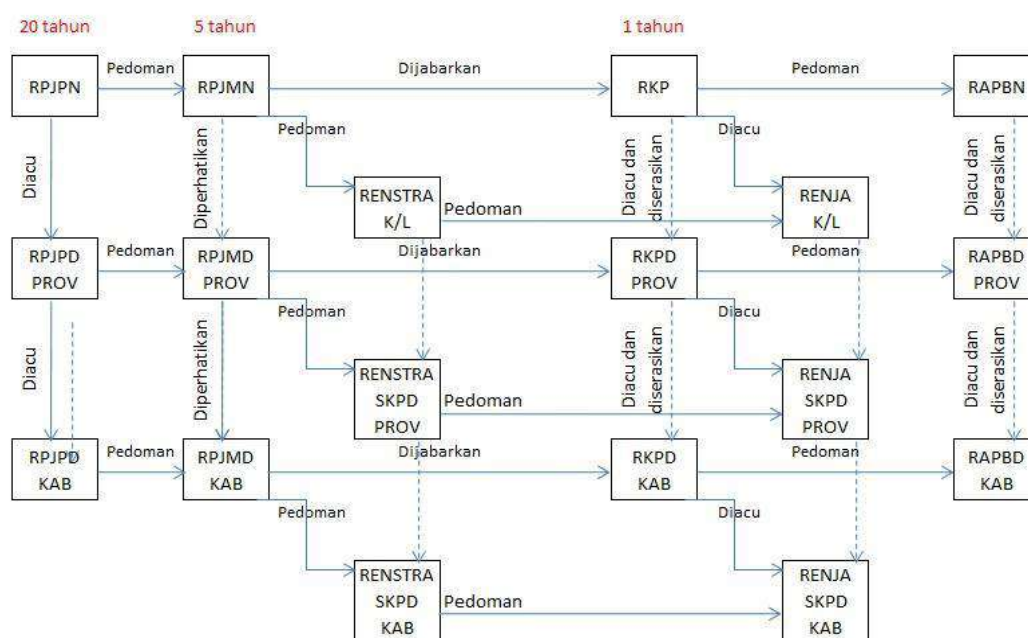 20 tahun
5 tahun
1 tahun
RPJPN
Pedoman
RPJMN
Dijabarkan
RKP
Pedoman
RAPBN
Diacu
Diperhatikan
Pedoman
Diacu dan
diserasikan
Diacu
Diacu dan
diserasikan
RENSTRA
K/L
Pedoman
RENJA
K/L
RPJPD
PROV
Pedoman
RPJMD
PROV
Dijabarkan
RKPD
PROV
Pedoman
RAPBD
PROV
Diacu
Diperhatikan
Pedoman
Diacu dan
diserasikan
Diacu
Diacu dan
diserasikan
RENSTRA
SKPD
PROV
Pedoman
RENJA
SKPD
PROV
RPJPD
KAB
Pedoman
RPJMD
KAB
Dijabarkan
RKPD
KAB
Pedoman
RAPBD
KAB
Pedoman
Diacu
RENSTRA
SKPD
KAB
Pedoman
RENJA
SKPD
KAB